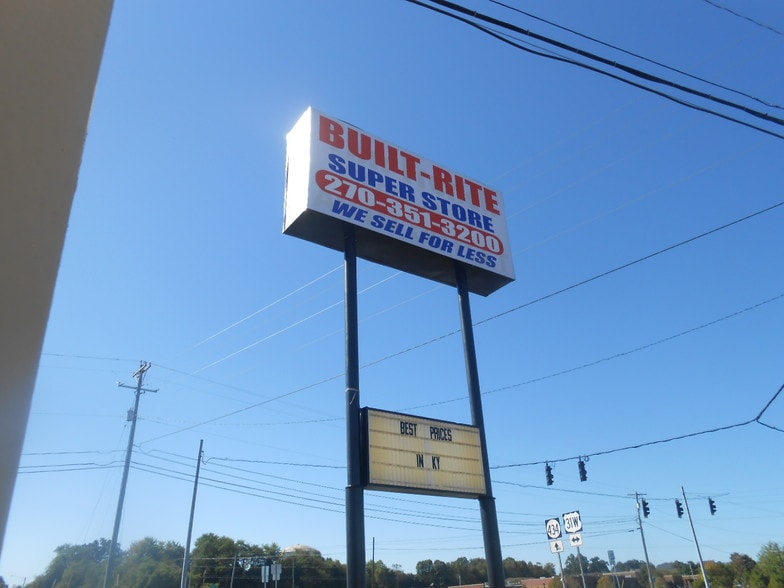 BUILT-RITE
SUPER STORE
270-351-3200
WE SELL FOR LESS
BEST PRICES
IN KY
434
31W